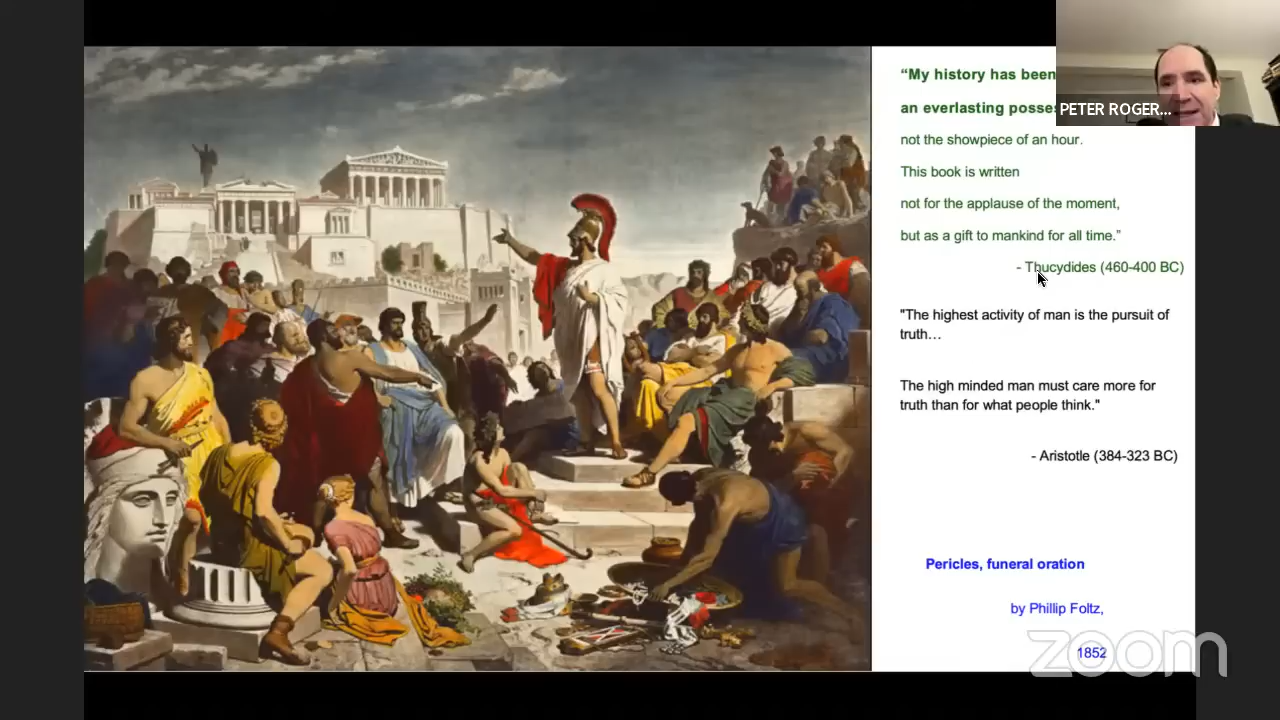 “My history has been
an everlasting
not the showpiece of an hour.
This book is written
not for the applause of the moment,
but as a gift to mankind for all time.”
- Thucydides (460-400 BC)
"The highest activity of man is the pursuit of
truth…
The high minded man must care more for
truth than for what people think."
- Aristotle (384-323 BC)
Pericles, funeral oration
by Phillip Foltz,
1852
PETER ROGER...
zoom